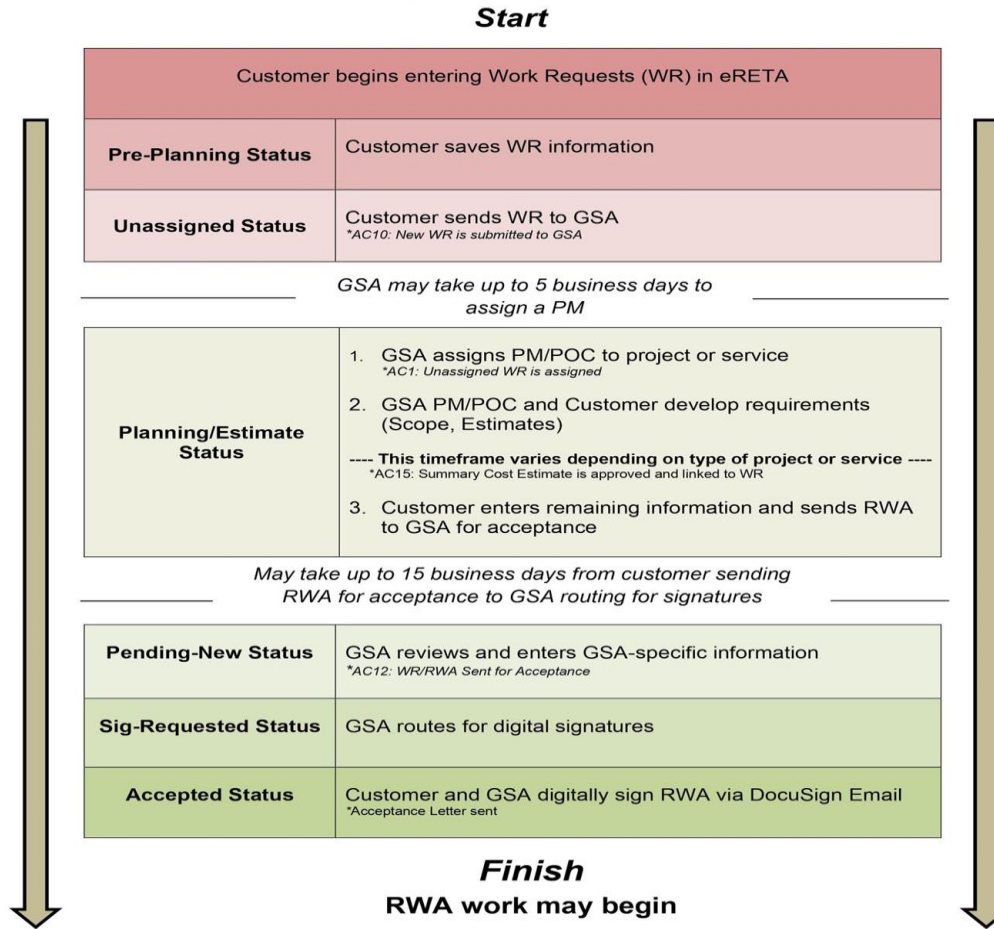 Start
Customer begins entering Work Requests (WR) in eRETA
Pre-Planning Status
Customer saves WR information
Unassigned Status
Customer sends WR to GSA
*AC10: New WR is submitted to GSA
GSA may take up to 5 business days to
assign a PM
Planning/Estimate
Status
1. GSA assigns PM/POC to project or service
*AC1: Unassigned WR is assigned
2. GSA PM/POC and Customer develop requirements
(Scope, Estimates)
---- This timeframe varies depending on type of project or service ----
*AC15: Summary Cost Estimate is approved and linked to WR
3. Customer enters remaining information and sends RWA
to GSA for acceptance
May take up to 15 business days from customer sending
RWA for acceptance to GSA routing for signatures
Pending-New Status
GSA reviews and enters GSA-specific information
*AC12: WR/RWA Sent for Acceptance
Sig-Requested Status
GSA routes for digital signatures
Accepted Status
Customer and GSA digitally sign RWA via DocuSign Email
*Acceptance Letter sent
Finish
RWA work may begin